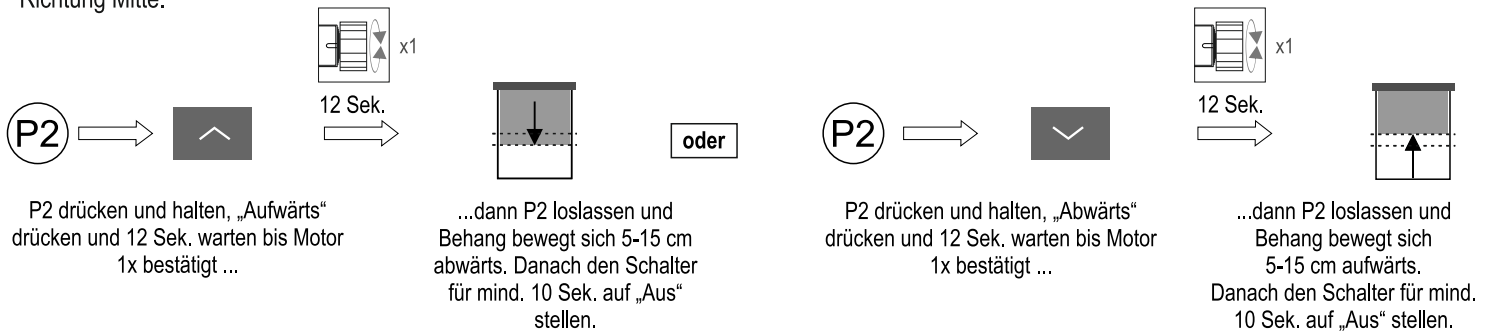 Richtung Mitte:
x1
12 Sek.
P2
oder
P2 drücken und halten, „Aufwärts“
drücken und 12 Sek. warten bis Motor
1x bestätigt ...
...dann P2 loslassen und
Behang bewegt sich 5-15 cm
abwärts. Danach den Schalter
für mind. 10 Sek. auf „Aus“
stellen.
x1
12 Sek.
P2
P2 drücken und halten, „Abwärts“
drücken und 12 Sek. warten bis Motor
1x bestätigt ...
...dann P2 loslassen und
Behang bewegt sich
5-15 cm aufwärts.
Danach den Schalter für mind.
10 Sek. auf „Aus“ stellen.